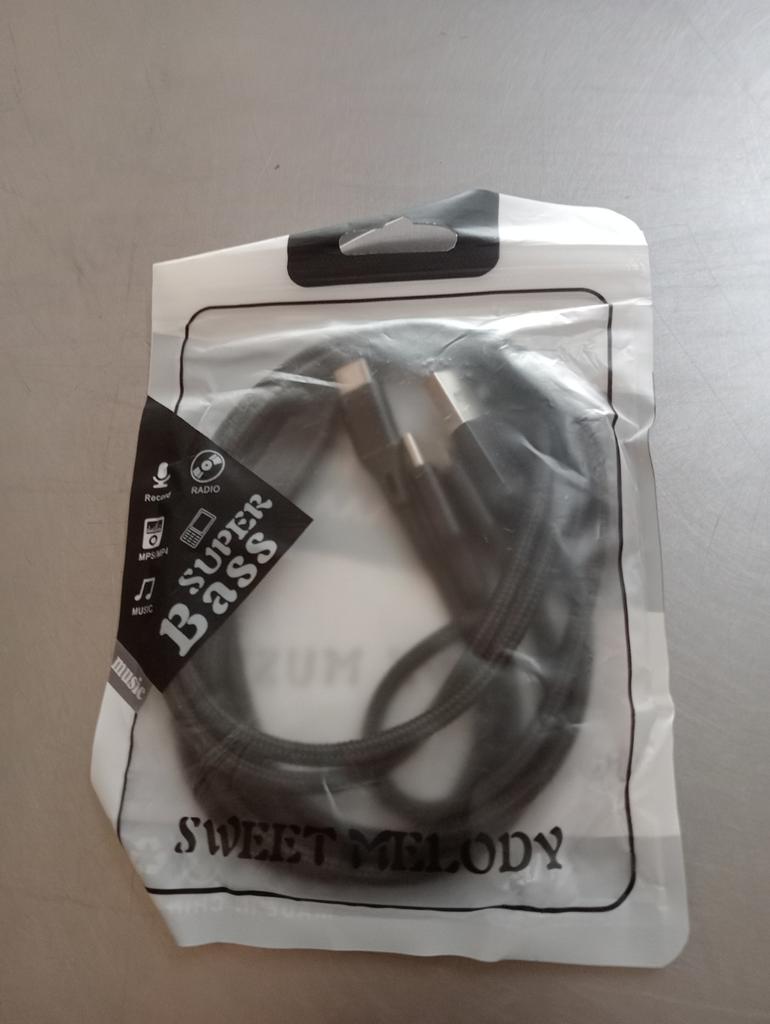 Record
RADIO
MP3/MP4
MUSIC
SUPER
Bass
music
SWEET MELODY